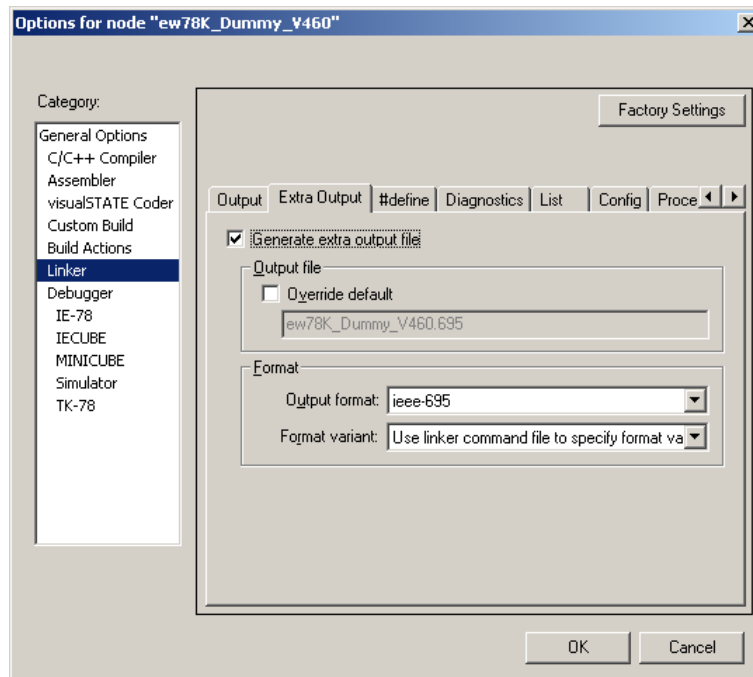 Options for node "ew78K_Dummy_V460"
Category:
General Options
C/C++ Compiler
Assembler
visualSTATE Coder
Custom Build
Build Actions
Linker
Debugger
IE-78
IECUBE
MINICUBE
Simulator
TK-78
Factory Settings
Output Extra Output #define Diagnostics List Config Proce
Generate extra output file
Output file
Override default
ew78K_Dummy_V460.695
Format
Output format: ieee-695
Format variant: Use linker command file to specify format va
OK Cancel